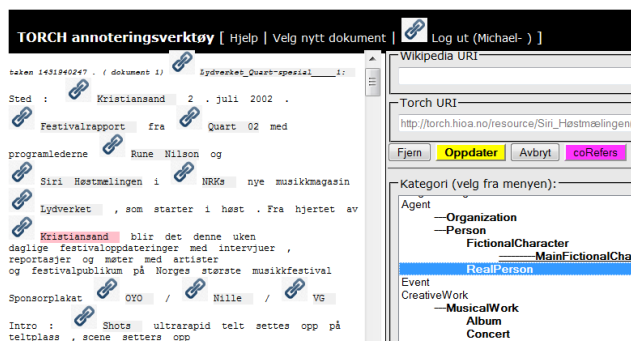 TORCH annoteringsverktøy [ Hjelp | Velg nytt dokument | Log ut (Michael- ) ]
taken 1431940247 . ( dokument 1) Lydverket_Quart-spesial_____1:
Sted : Kristiansand 2 . juli 2002 .
Festivalrapport fra Quart 02 med
programlederne Rune Nilson og
Siri Høstmælingen i NRKs nye musikkmagasin
Lydverket , som starter i høst . Fra hjertet av
Kristiansand blir det denne uken
daglige festivaloppdateringer med intervjuer ,
reportasjer og møter med artister
og festivalpublikum på Norges største musikkfestival
Sponsorplakat OYO / Nille / VG
Intro : Shots ultrarapid telt settes opp på
teltplass , scene setters opp
Wikipedia URI
Torch URI
http://torch.hioa.no/resource/Siri_Høstmælingen
Fjern Oppdater Avbryt coRefers
Kategori (velg fra menyen):
Agent
—Organization
—Person
FictionalCharacter
MainFictionalCha
RealPerson
Event
CreativeWork
—MusicalWork
Album
Concert